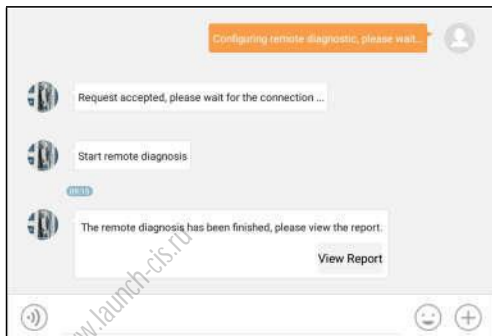 Configuring remote diagnostic, please wait...
Request accepted, please wait for the connection ...
Start remote diagnosis
The remote diagnosis has been finished, please view the report.
View Report
w.launch-cis.ru